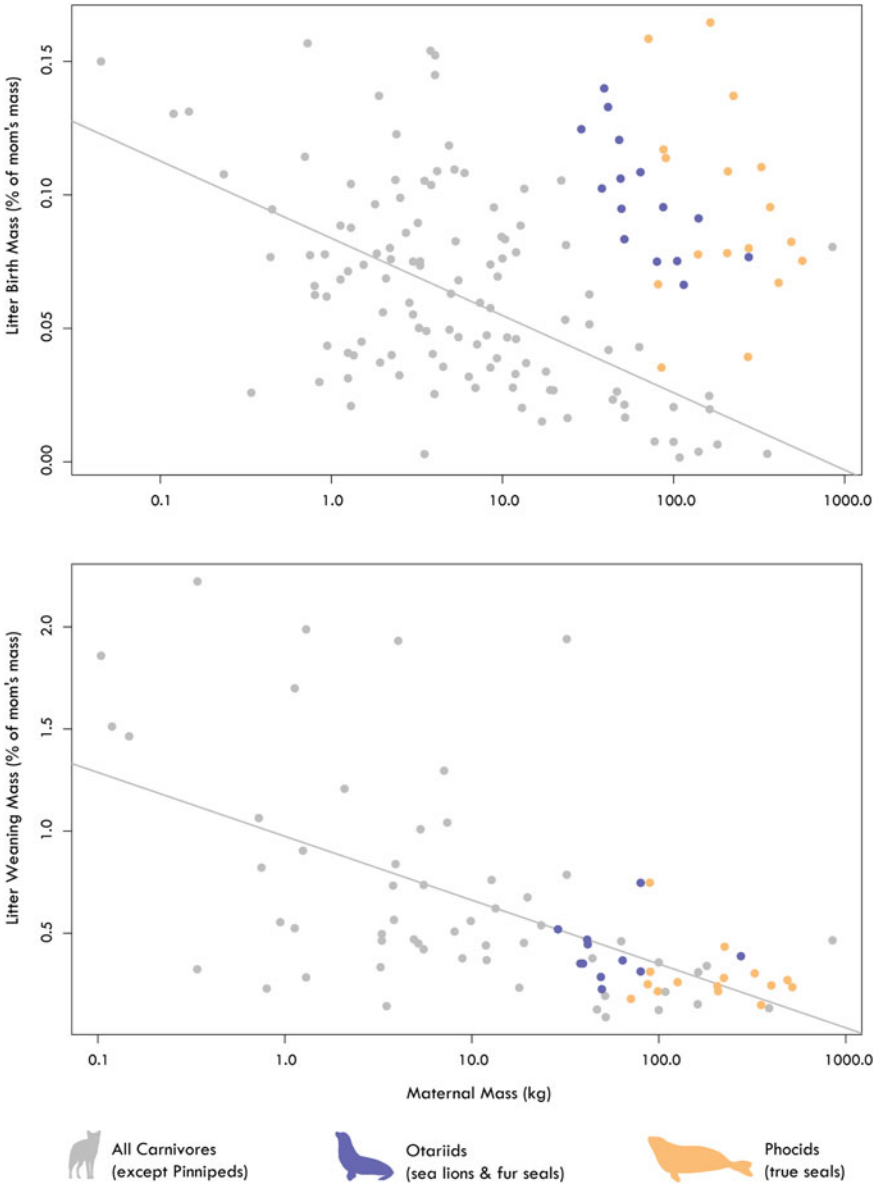 Litter Birth Mass (% of mom's mass)
0.15
0.10
0.05
0.00
0.1 1.0 10.0 100.0 1000.0
Litter Weaning Mass (% of mom's mass)
2.0
1.5
1.0
0.5
0.1 1.0 10.0 100.0 1000.0
Maternal Mass (kg)
All Carnivores
(except Pinnipeds)
Otariids
(sea lions & fur seals)
Phocids
(true seals)